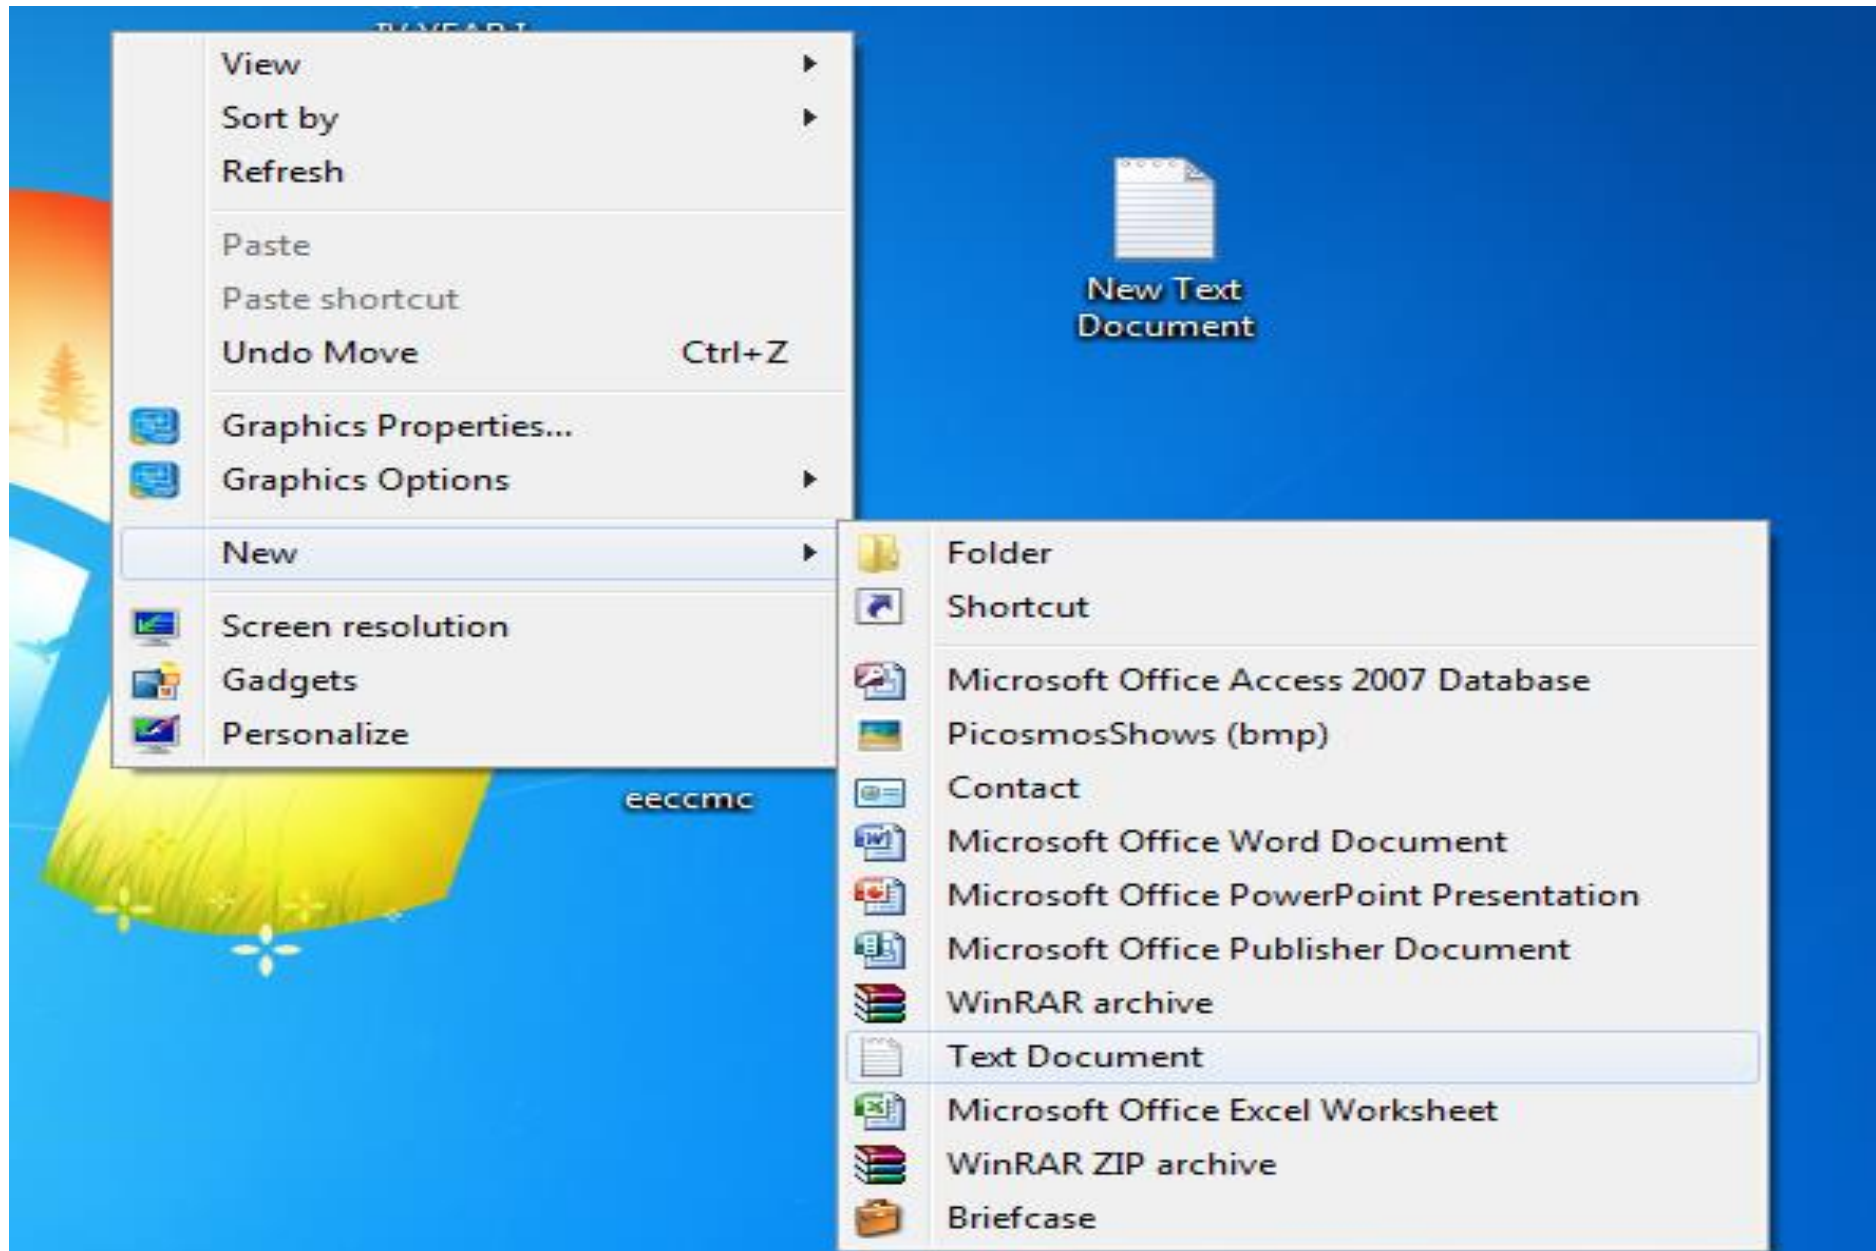 View
Sort by
Refresh
Paste
Paste shortcut
Undo Move Ctrl+Z
Graphics Properties...
Graphics Options
New
Screen resolution
Gadgets
Personalize
New Text
Document
eeccmc
Folder
Shortcut
Microsoft Office Access 2007 Database
PicosmosShows (bmp)
Contact
Microsoft Office Word Document
Microsoft Office PowerPoint Presentation
Microsoft Office Publisher Document
WinRAR archive
Text Document
Microsoft Office Excel Worksheet
WinRAR ZIP archive
Briefcase